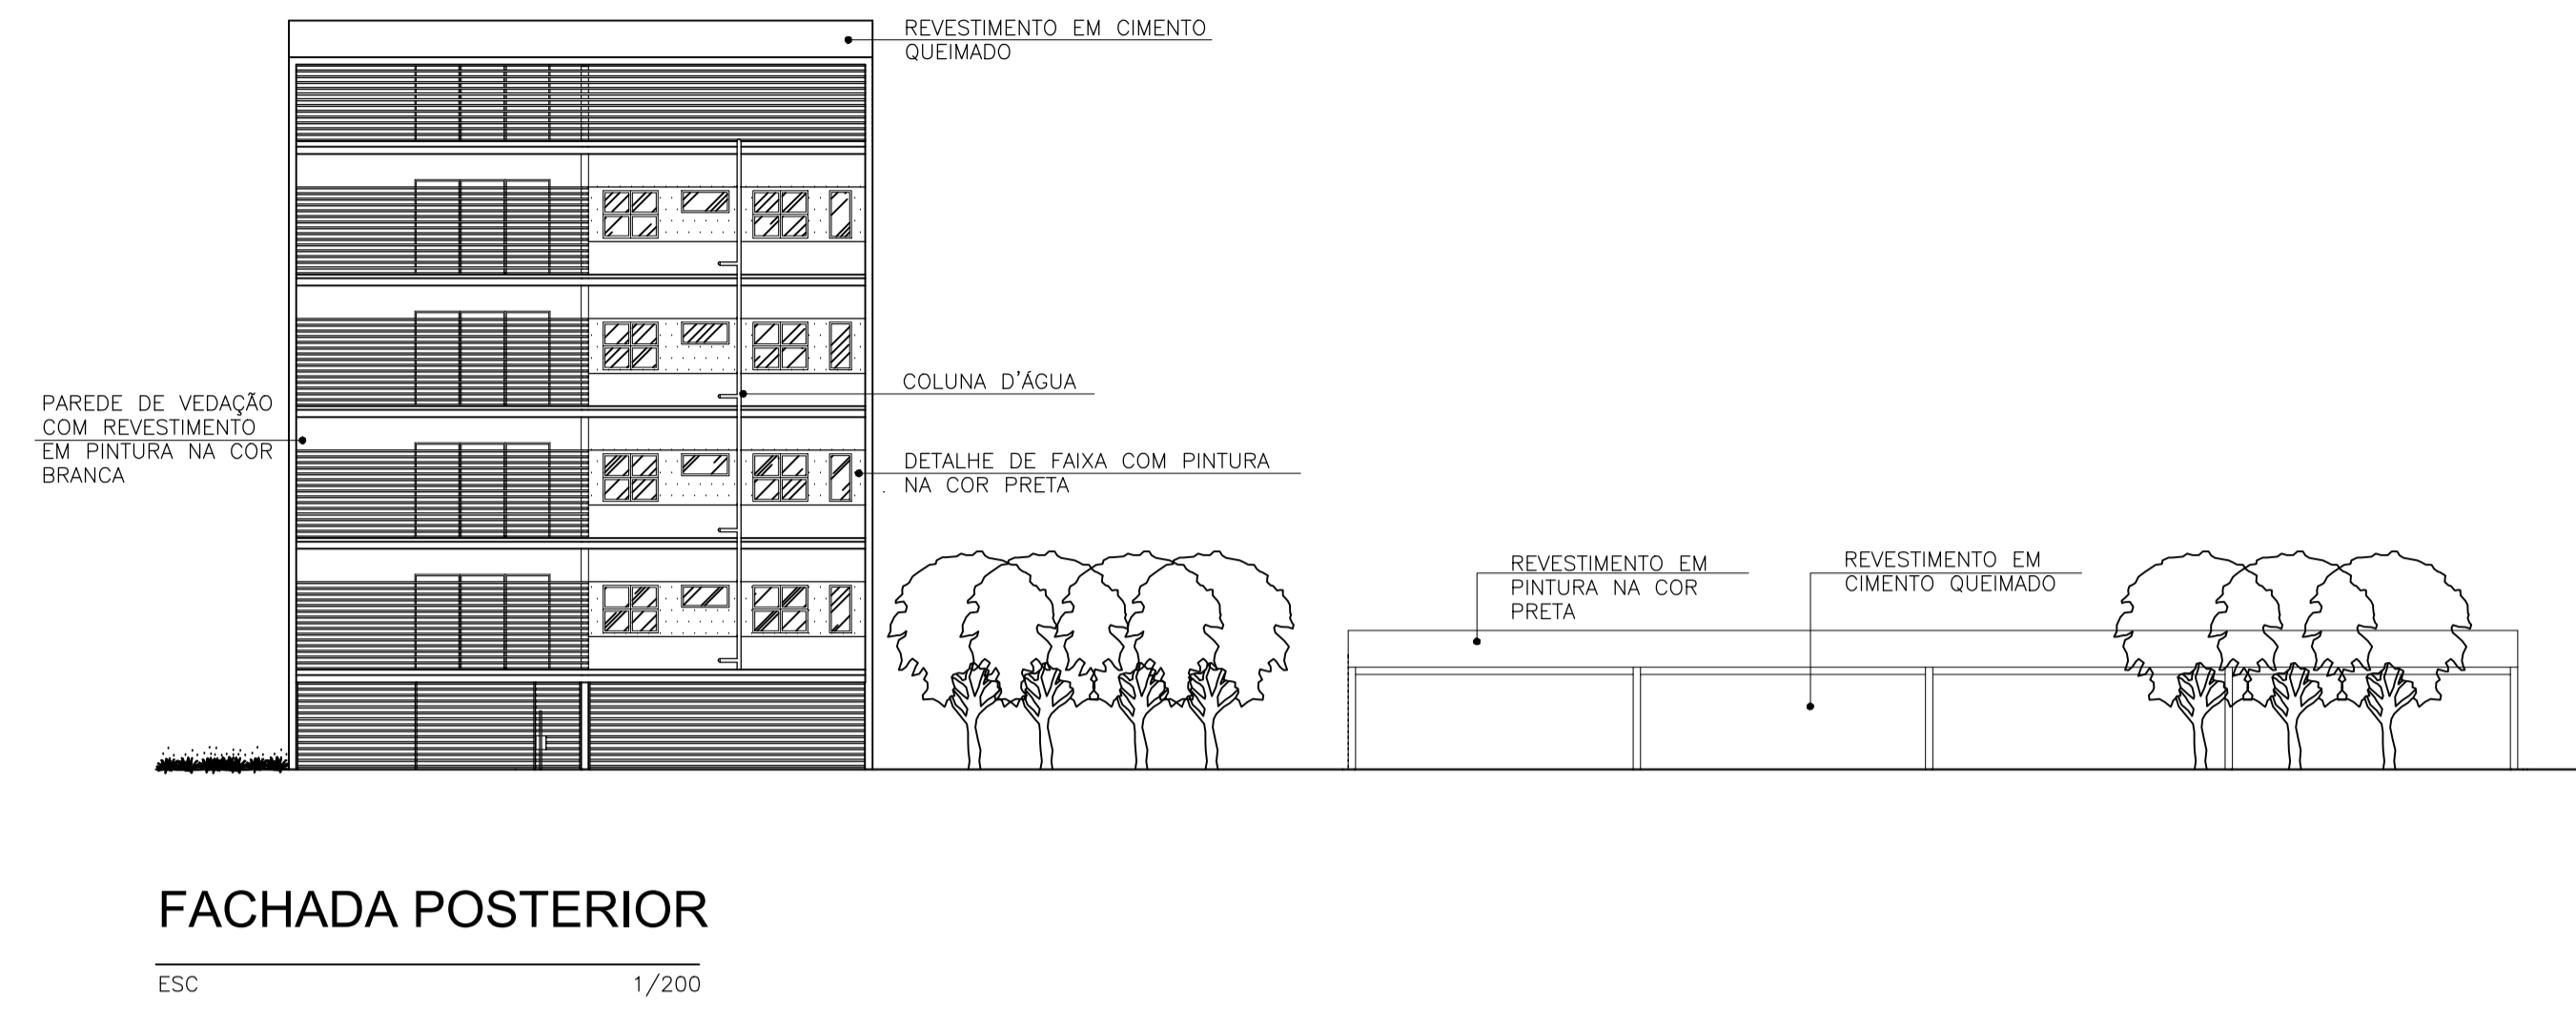 REVESTIMENTO EM CIMENTO
QUEIMADO
COLUNA D'ÁGUA
PAREDE DE VEDAÇÃO
COM REVESTIMENTO
EM PINTURA NA COR
BRANCA
DETALHE DE FAIXA COM PINTURA
NA COR PRETA
REVESTIMENTO EM
PINTURA NA COR
PRETA
REVESTIMENTO EM
CIMENTO QUEIMADO
FACHADA POSTERIOR
ESC 1/200